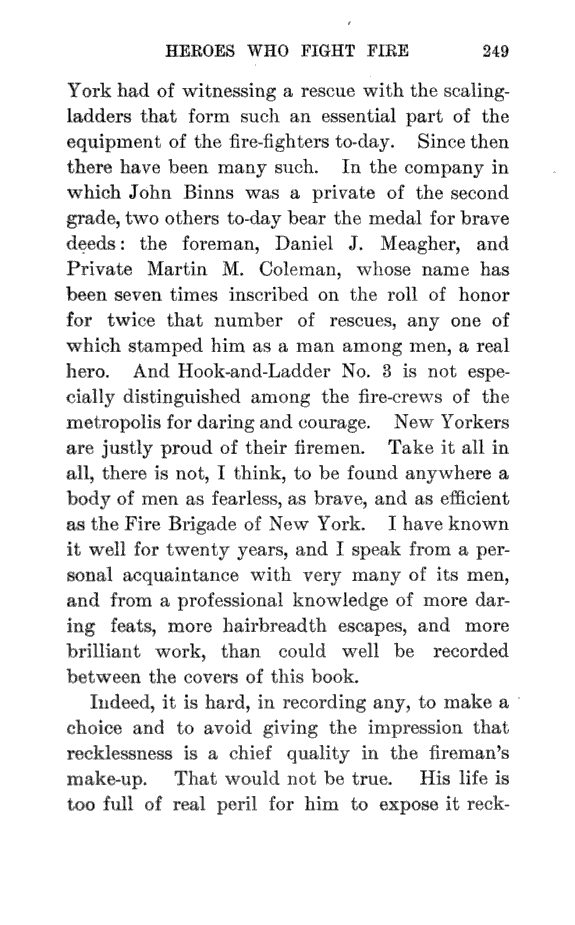 HEROES WHO FIGHT FIRE 249
York had of witnessing a rescue with the scaling-
ladders that form such an essential part of the
equipment of the fire-fighters to-day. Since then
there have been many such. In the company in
which John Binns was a private of the second
grade, two others to-day bear the medal for brave
deeds: the foreman, Daniel J. Meagher, and
Private Martin M. Coleman, whose name has
been seven times inscribed on the roll of honor
for twice that number of rescues, any one of
which stamped him as a man among men, a real
hero. And Hook-and-Ladder No. 3 is not espe-
cially distinguished among the fire-crews of the
metropolis for daring and courage. New Yorkers
are justly proud of their firemen. Take it all in
all, there is not, I think, to be found anywhere a
body of men as fearless, as brave, and as efficient
as the Fire Brigade of New York. I have known
it well for twenty years, and I speak from a per-
sonal acquaintance with very many of its men,
and from a professional knowledge of more dar-
ing feats, more hairbreadth escapes, and more
brilliant work, than could well be recorded
between the covers of this book.
Indeed, it is hard, in recording any, to make a
choice and to avoid giving the impression that
recklessness is a chief quality in the fireman's
make-up. That would not be true. His life is
too full of real peril for him to expose it reck-